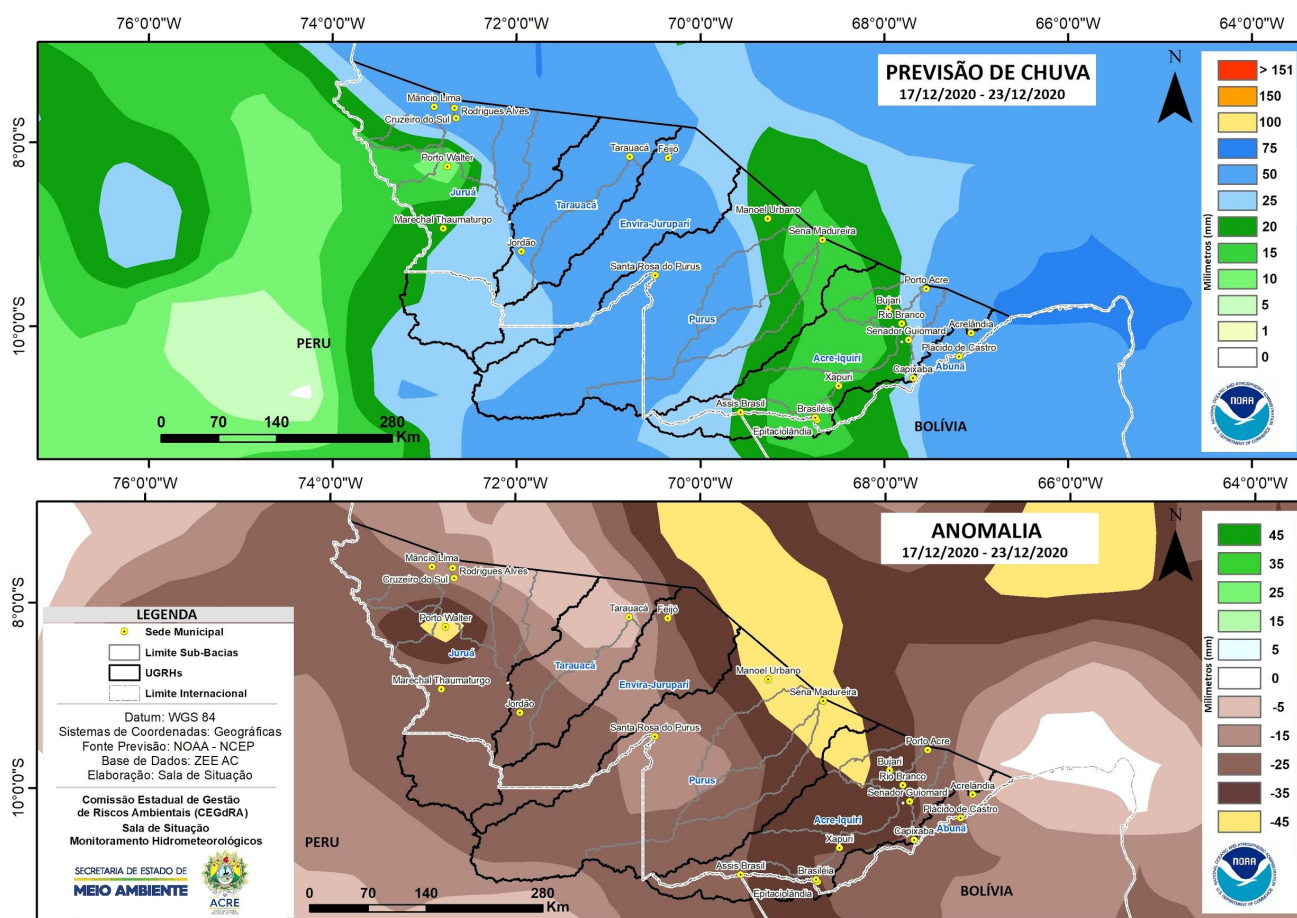 76°0'0"W
74°0'0"W
72°0'0"W
70°0'0"W
68°0'0"W
66°0'0"W
64°0'0"W
PREVISÃO DE CHUVA
17/12/2020 - 23/12/2020
N
> 151
150
100
75
50
25
20
15
10
5
1
0
Milimetros (mm)
NOAA
8°0'0"S
10°0'0"S
Mâncio Lima
Rodrigues Alves
Cruzeiro do Sul
Porto Walter
Juruá
Marechal Thaumaturgo
Jordão
Tarauacá
Feijó
Tarauacá
Envira-Jurupari
Santa Rosa do Purus
Manoel Urbano
Sena Madureira
Purus
Porto Acre
Bujari
Rio Branco
Senador Guiomard
Acrelândia
Plácido de Castro
Abunã
Acre-Iquiri
Capixaba
Xapuri
Assis Brasil
Brasiléia
Epitaciolândia
PERU
BOLÍVIA
0 70 140 280
Km
76°0'0"W
74°0'0"W
72°0'0"W
70°0'0"W
68°0'0"W
66°0'0"W
64°0'0"W
ANOMALIA
17/12/2020 - 23/12/2020
N
45
35
25
15
5
0
-5
-15
-25
-35
-45
Milimetros (mm)
NOAA
8°0'0"S
10°0'0"S
Mâncio Lima
Rodrigues Alves
Cruzeiro do Sul
Porto Walter
Juruá
Marechal Thaumaturgo
Jordão
Tarauacá
Feijó
Tarauacá
Envira-Jurupari
Santa Rosa do Purus
Manoel Urbano
Sena Madureira
Purus
Porto Acre
Bujari
Rio Branco
Senador Guiomard
Acrelândia
Plácido de Castro
Abunã
Acre-Iquiri
Capixaba
Xapuri
Assis Brasil
Brasiléia
Epitaciolândia
PERU
BOLÍVIA
0 70 140 280
Km
LEGENDA
Sede Municipal
Limite Sub-Bacias
UGRHs
Limite Internacional
Datum: WGS 84
Sistemas de Coordenadas: Geográficas
Fonte Previsão: NOAA - NCEP
Base de Dados: ZEE AC
Elaboração: Sala de Situação
Comissão Estadual de Gestão
de Riscos Ambientais (CEGdRA)
Sala de Situação
Monitoramento Hidrometeorológicos
SECRETARIA DE ESTADO DE
MEIO AMBIENTE
ACRE